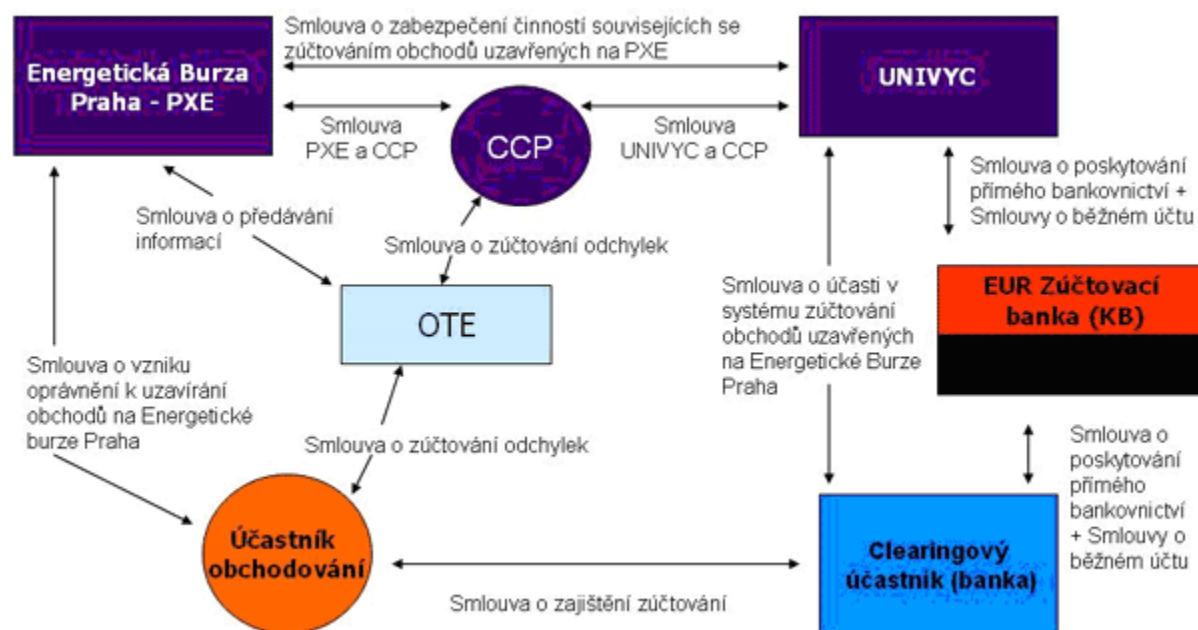 Smlouva o zabezpečení činností souvisejících se
zúčtováním obchodů uzavřených na PXE
Energetická Burza
Praha - PXE
UNIVYC
CCP
Smlouva
PXE a CCP
Smlouva
UNIVYC a CCP
Smlouva o poskytování
přímého bankovnictví +
Smlouvy o běžném účtu
Smlouva o předávání
informací
Smlouva o zúčtování odchylek
EUR Zúčtovací
banka (KB)
Smlouva o účasti v
systému zúčtování
obchodů uzavřených
na Energetické Burze
Praha
OTE
Smlouva o vzniku
oprávnění k uzavírání
obchodů na Energetické
burze Praha
Smlouva o zúčtování odchylek
Smlouva o
poskytování
přímého
bankovnictví
+ Smlouvy o
běžném účtu
Účastník
obchodování
Clearingový
účastník (banka)
Smlouva o zajištění zúčtování